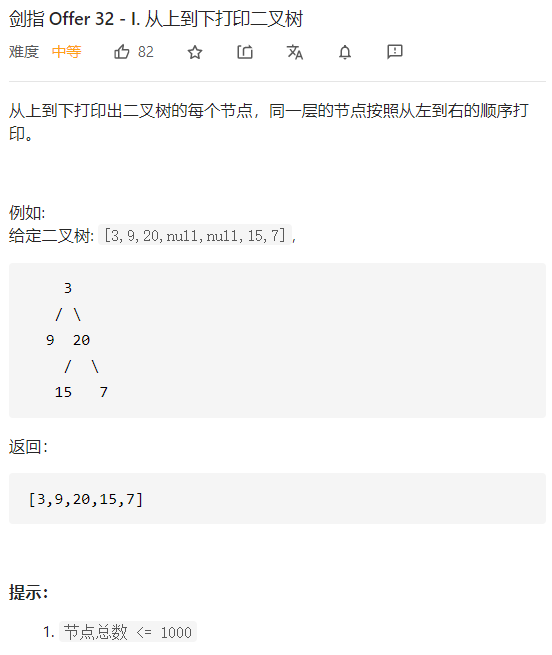 剑指 Offer 32 - I. 从上到下打印二叉树
难度 中等 82
从上到下打印出二叉树的每个节点，同一层的节点按照从左到右的顺序打
印。
例如:
给定二叉树: [3,9,20,null,null,15,7],
3
/ \
9 20
/ \
15 7
返回：
[3,9,20,15,7]
提示：
1. 节点总数 <= 1000